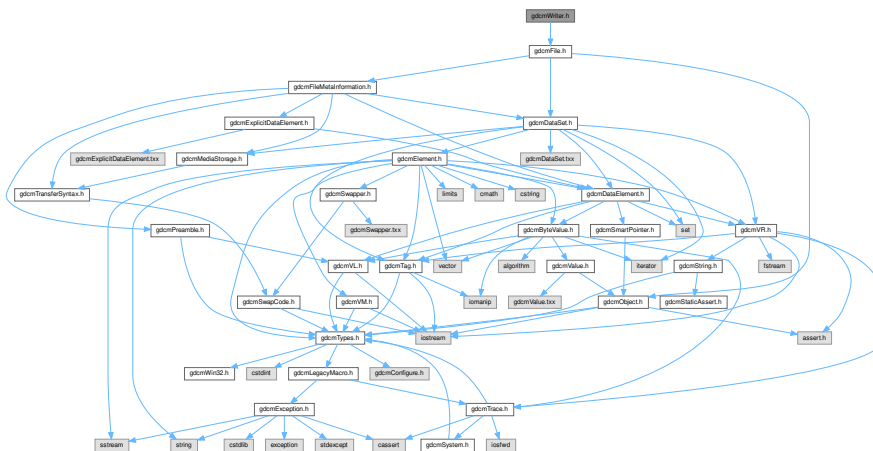 gdcmWriter.h
gdcmFile.h
gdcmFileMetaInformation.h
gdcmExplicitDataElement.h
gdcmDataSet.h
gdcmExplicitDataElement.txx
gdcmMediaStorage.h
gdcmElement.h
gdcmDataSet.txx
gdcmTransferSyntax.h
gdcmSwapper.h
limits
cmath
cstring
gdcmDataElement.h
gdcmPreamble.h
gdcmSwapper.txx
gdcmByteValue.h
gdcmSmartPointer.h
set
gdcmVR.h
gdcmVL.h
gdcmTag.h
vector
algorithm
gdcmValue.h
iterator
gdcmString.h
fstream
gdcmSwapCode.h
gdcmVM.h
iomanip
gdcmValue.txx
gdcmObject.h
gdcmStaticAssert.h
gdcmTypes.h
iostream
assert.h
gdcmWin32.h
cstdint
gdcmLegacyMacro.h
gdcmConfigure.h
gdcmException.h
gdcmTrace.h
sstream
string
cstdlib
exception
stdexcept
cassert
gdcmSystem.h
iosfwd